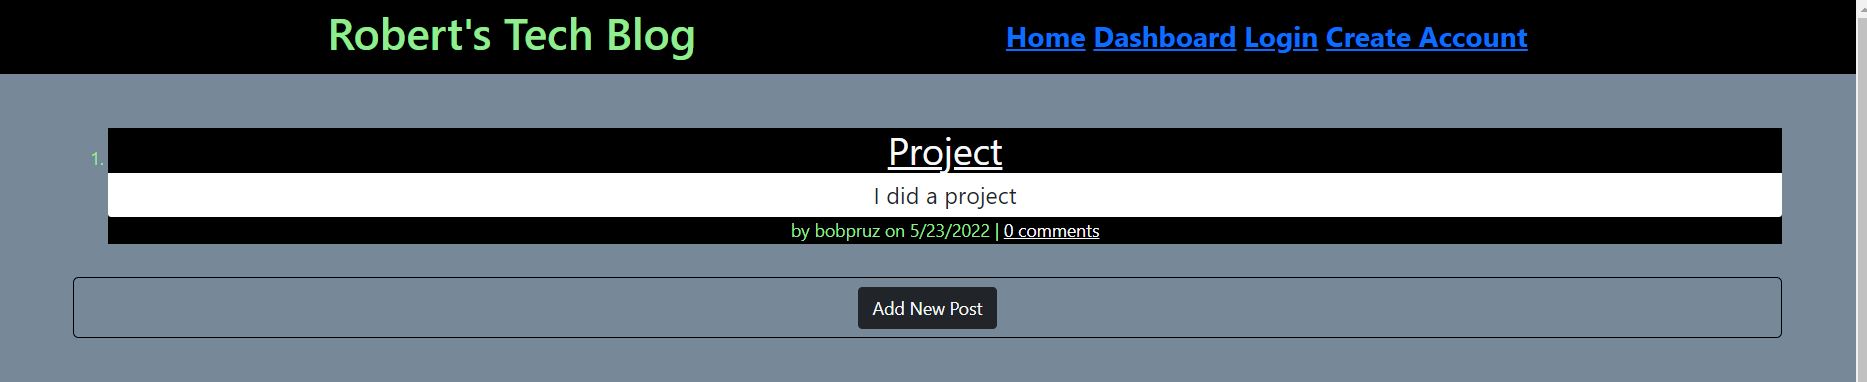 Robert's Tech Blog
Home Dashboard Login Create Account
1. Project
I did a project
by bobpruz on 5/23/2022 | 0 comments
Add New Post